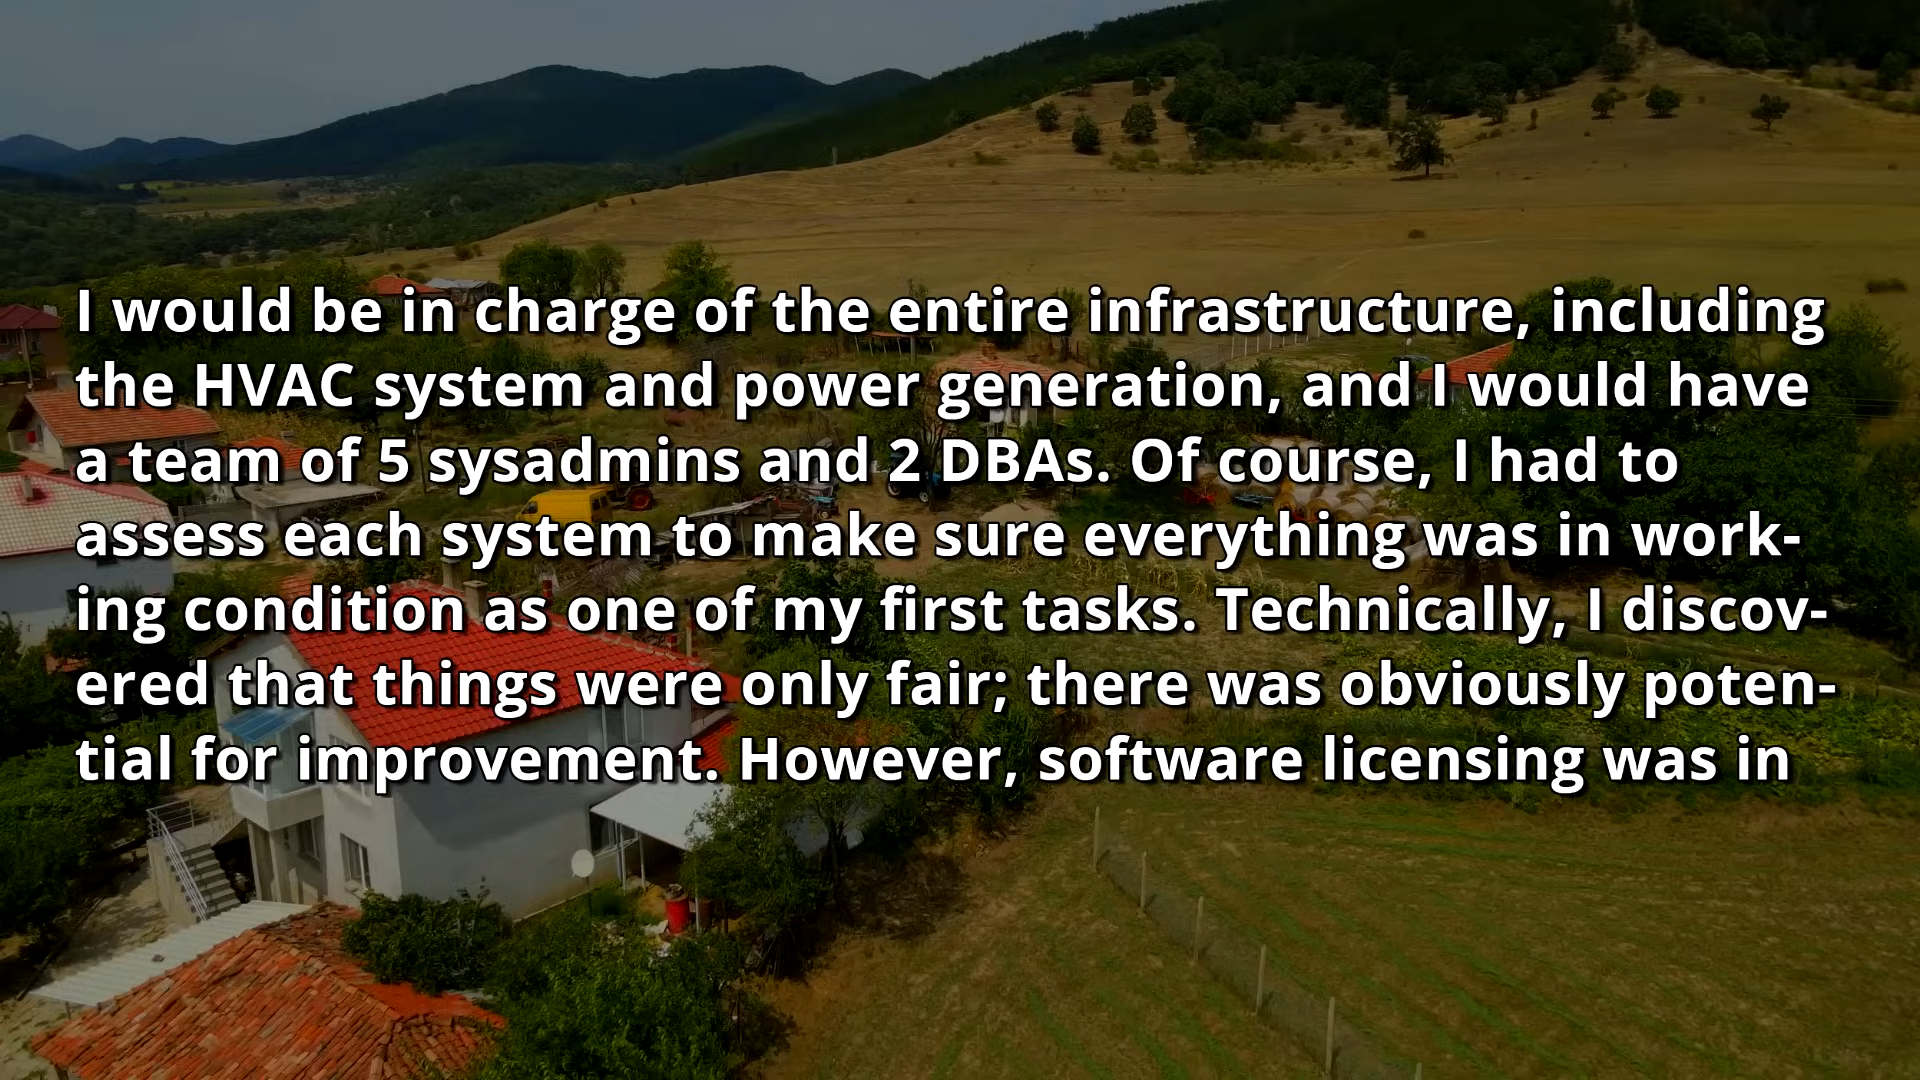 I would be in charge of the entire infrastructure, including
the HVAC system and power generation, and I would have
a team of 5 sysadmins and 2 DBAs. Of course, I had to
assess each system to make sure everything was in work-
ing condition as one of my first tasks. Technically, I discov-
ered that things were only fair; there was obviously poten-
tial for improvement. However, software licensing was in